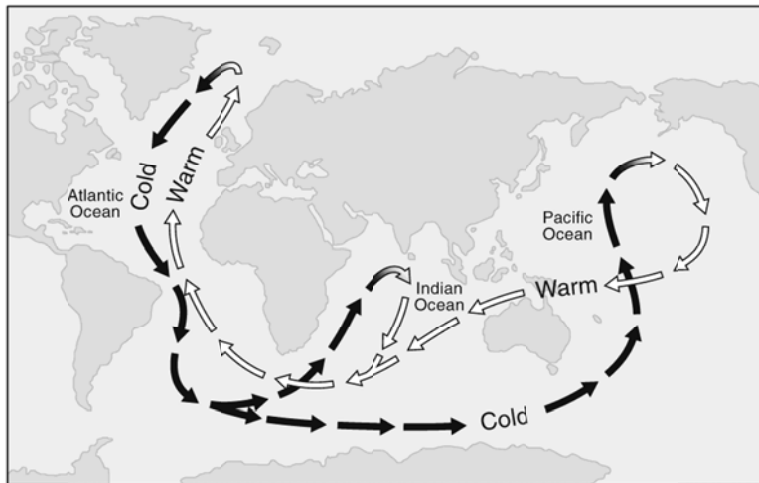 Atlantic
Ocean
Cold
Warm
Pacific
Ocean
Indian
Ocean
Warm
Cold